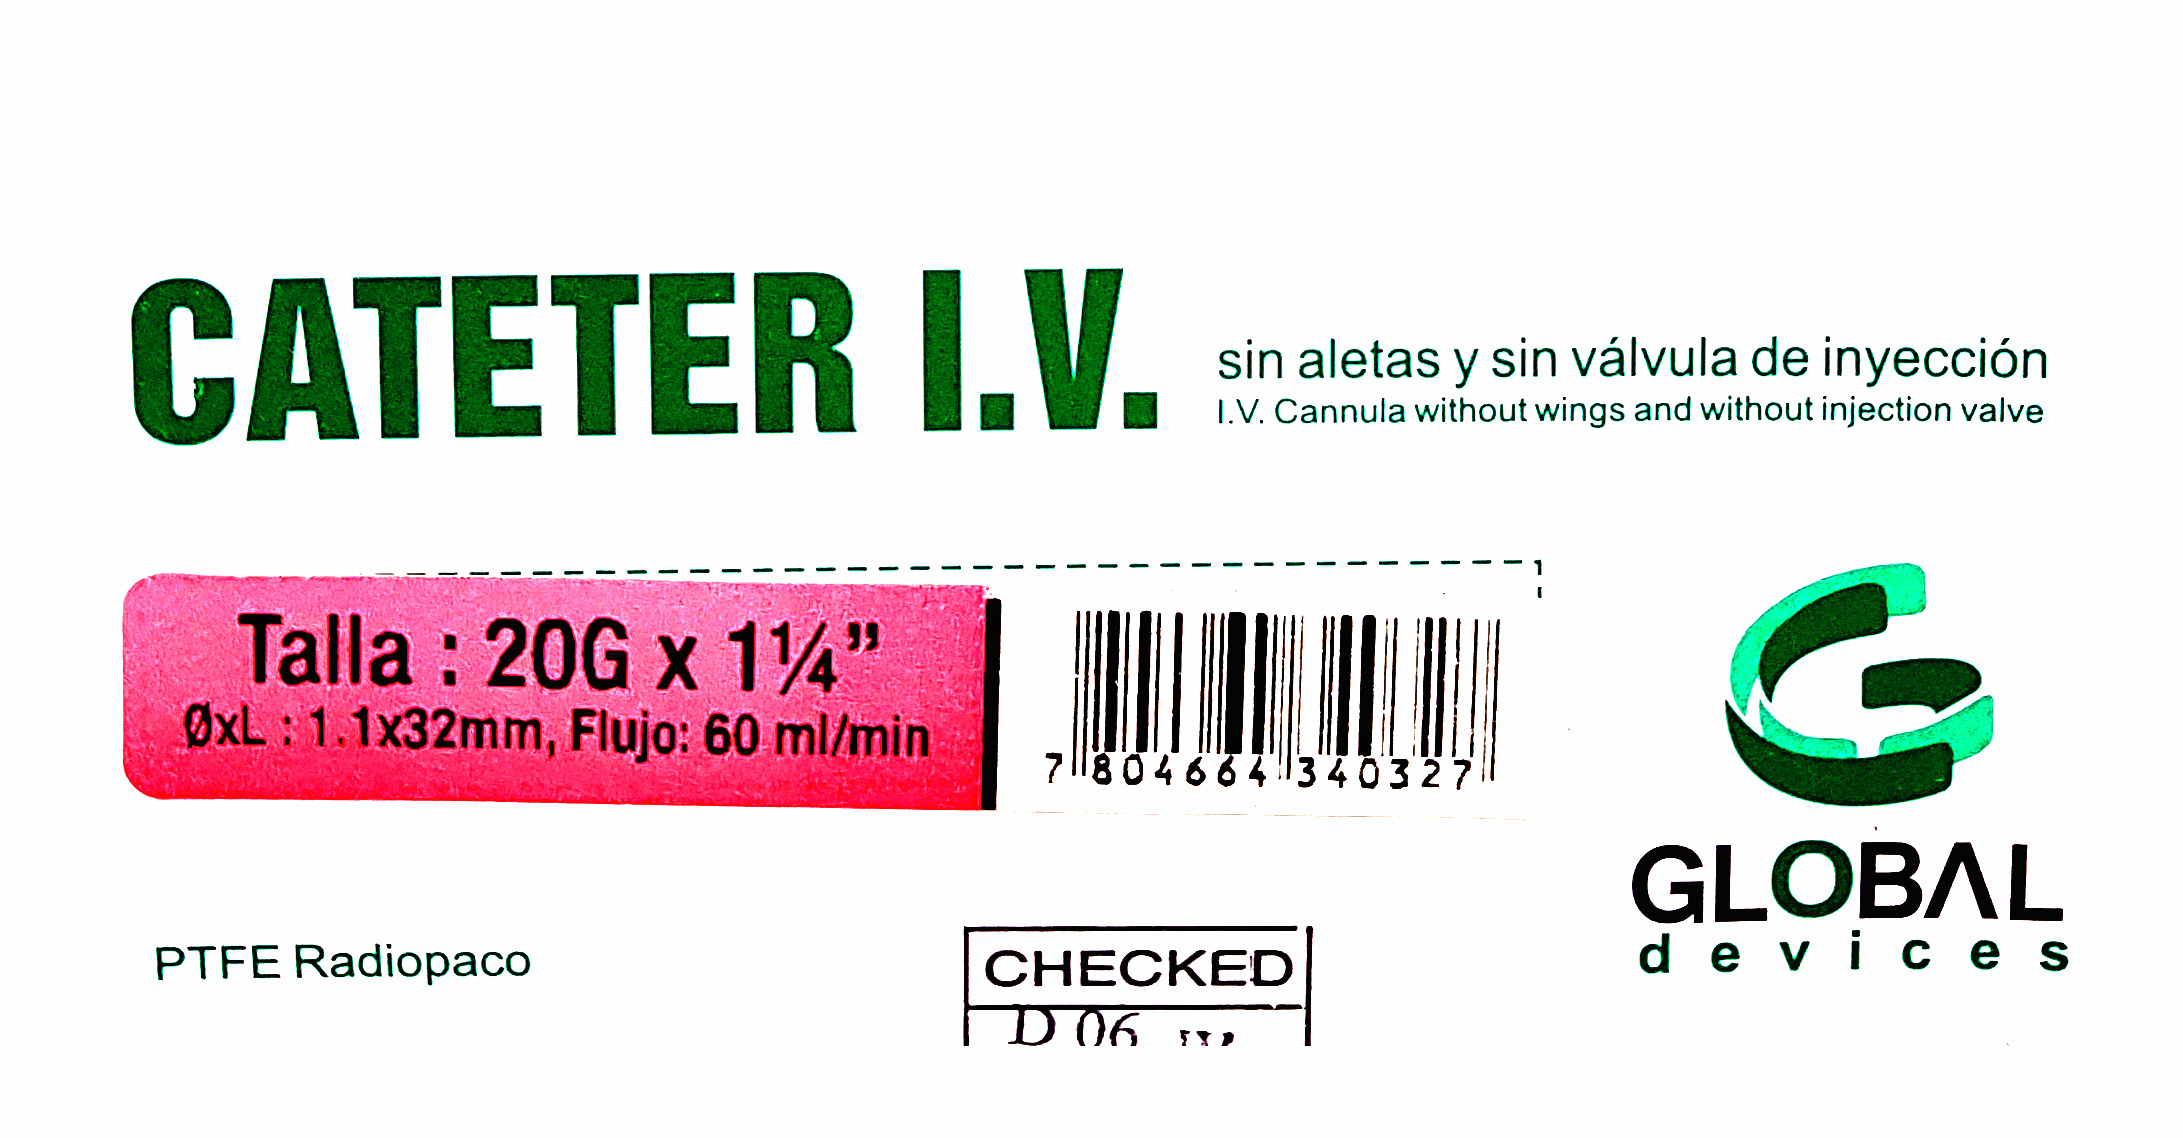 CATETER I.V.
sin aletas y sin válvula de inyección
I.V. Cannula without wings and without injection valve
Talla : 20G x 1¼”
ØxL : 1.1x32mm, Flujo: 60 ml/min
7 804664 340327
GLOBAL
devices
PTFE Radiopaco
CHECKED
D 06